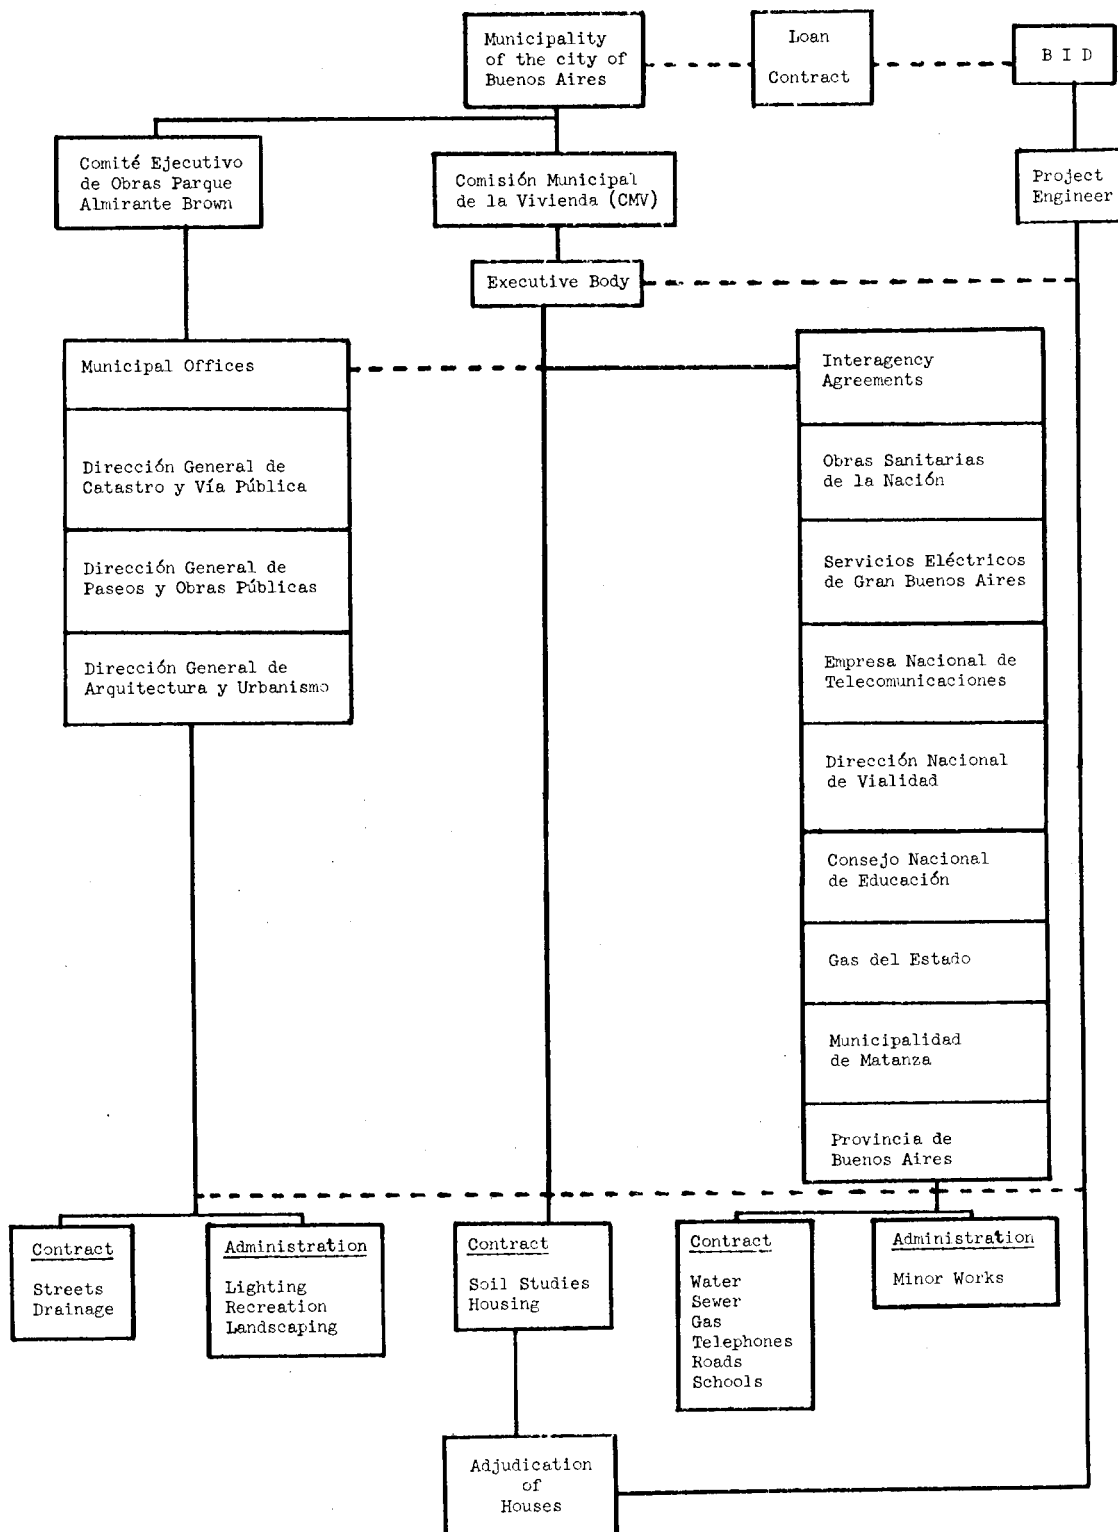 Municipality
of the city of
Buenos Aires
Loan
Contract
B I D
Comité Ejecutivo
de Obras Parque
Almirante Brown
Comisión Municipal
de la Vivienda (CMV)
Project
Engineer
Executive Body
Municipal Offices
Dirección General de
Catastro y Vía Pública
Dirección General de
Paseos y Obras Públicas
Dirección General de
Arquitectura y Urbanismo
Interagency
Agreements
Obras Sanitarias
de la Nación
Servicios Eléctricos
de Gran Buenos Aires
Empresa Nacional de
Telecomunicaciones
Dirección Nacional
de Vialidad
Consejo Nacional
de Educación
Gas del Estado
Municipalidad
de Matanza
Provincia de
Buenos Aires
Contract
Streets
Drainage
Administration
Lighting
Recreation
Landscaping
Contract
Soil Studies
Housing
Contract
Water
Sewer
Gas
Telephones
Roads
Schools
Administration
Minor Works
Adjudication
of
Houses